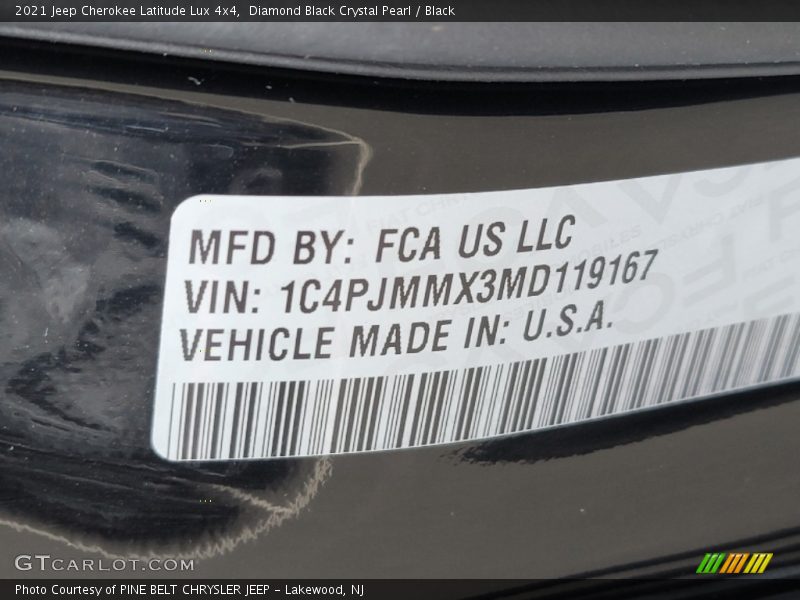 2021 Jeep Cherokee Latitude Lux 4x4,  Diamond Black Crystal Pearl / Black
MFD BY: FCA US LLC
VIN: 1C4PJMMX3MD119167
VEHICLE MADE IN: U.S.A.
GTCARLOT.COM
Photo Courtesy of PINE BELT CHRYSLER JEEP – Lakewood, NJ